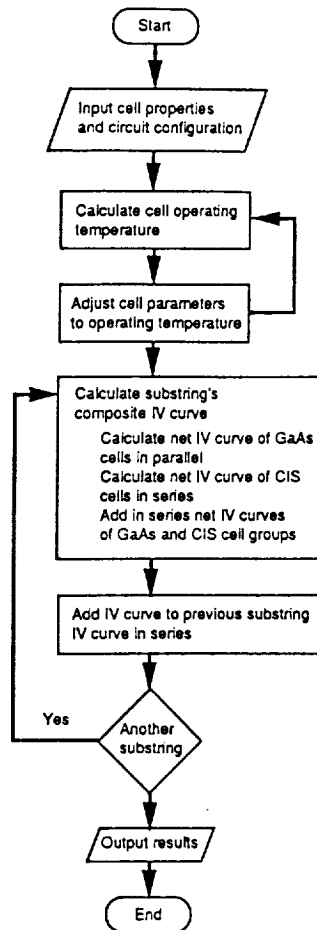 Start
Input cell properties
and circuit configuration
Calculate cell operating
temperature
Adjust cell parameters
to operating temperature
Calculate substring's
composite IV curve
Calculate net IV curve of GaAs
cells in parallel
Calculate net IV curve of CIS
cells in series
Add in series net IV curves
of GaAs and CIS cell groups
Add IV curve to previous substring
IV curve in series
Yes
Another
substring
Output results
End